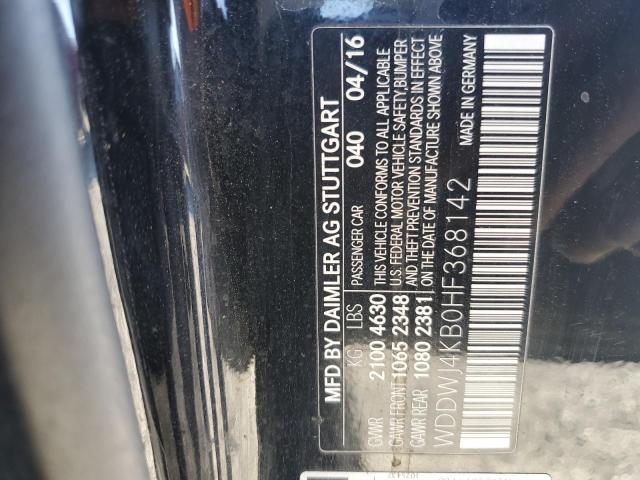 MFD BY DAIMLER AG STUTTGART
KG LBS PASSENGER CAR 040 04/16
GVWR 2100 4630 THIS VEHICLE CONFORMS TO ALL APPLICABLE
GAWR FRONT 1065 2348 U.S. FEDERAL MOTOR VEHICLE SAFETY, BUMPER
AND THEFT PREVENTION STANDARDS IN EFFECT
GAWR REAR 1080 2381 ON DATE OF MANUFACTURE SHOWN ABOVE
WDDWJ4KB0HF368142 MADE IN GERMANY